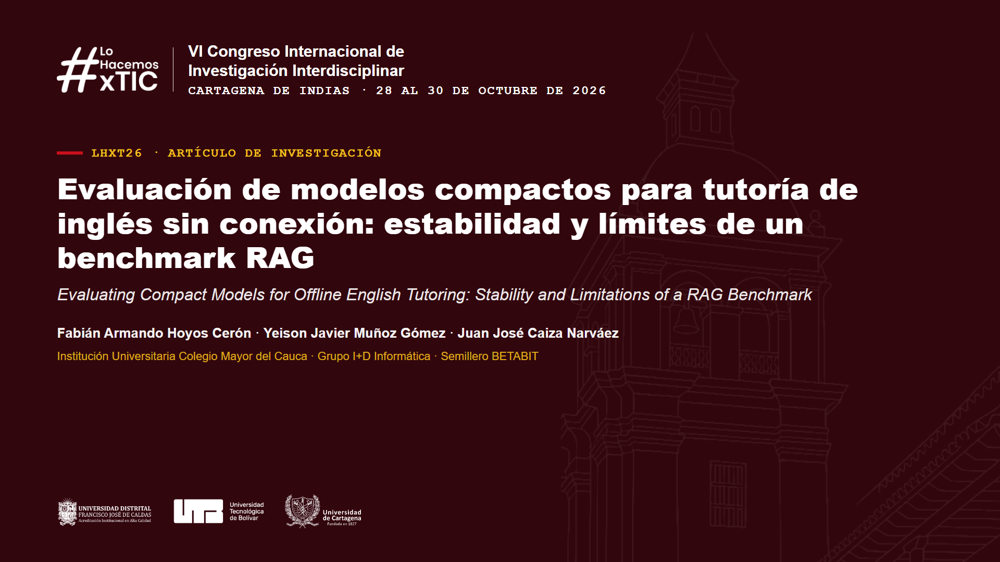 #Lo
Hacemos
xTIC
VI Congreso Internacional de
Investigación Interdisciplinar
CARTAGENA DE INDIAS · 28 AL 30 DE OCTUBRE DE 2026
LHXT26 · ARTÍCULO DE INVESTIGACIÓN
Evaluación de modelos compactos para tutoría de
inglés sin conexión: estabilidad y límites de un
benchmark RAG
Evaluating Compact Models for Offline English Tutoring: Stability and Limitations of a RAG Benchmark
Fabián Armando Hoyos Cerón · Yeison Javier Muñoz Gómez · Juan José Caiza Narváez
Institución Universitaria Colegio Mayor del Cauca · Grupo I+D Informática · Semillero BETABIT
UNIVERSIDAD DISTRITAL
FRANCISCO JOSÉ DE CALDAS
Acreditación Institucional en Alta Calidad
UTB
Universidad
Tecnológica
de Bolívar
Universidad
de Cartagena
Fundada en 1827